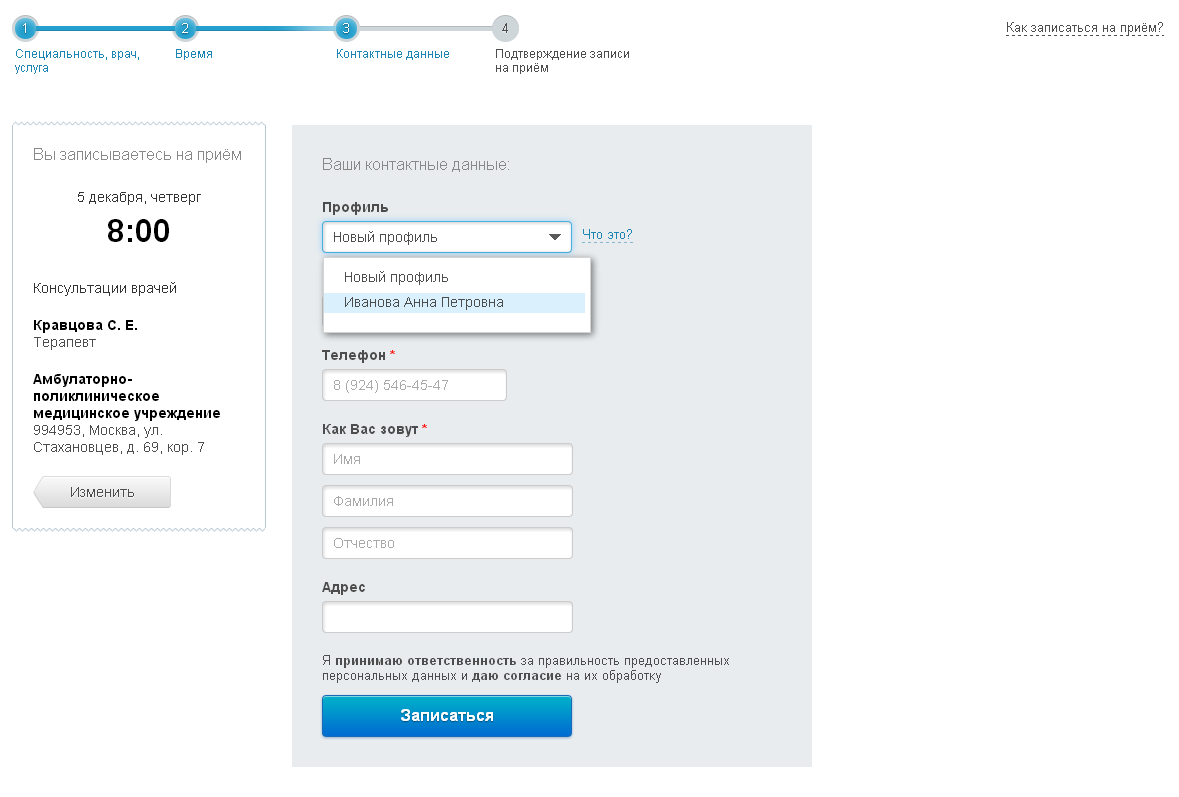 1
2
3
4
Как записаться на приём?
Специальность, врач,
услуга
Время
Контактные данные
Подтверждение записи
на приём
Вы записываетесь на приём
5 декабря, четверг
8:00
Консультации врачей
Кравцова С. Е.
Терапевт
Амбулаторно-
поликлиническое
медицинское учреждение
994953, Москва, ул.
Стахановцев, д. 69, кор. 7
Изменить
Ваши контактные данные:
Профиль
Новый профиль
Что это?
Новый профиль
Иванова Анна Петровна
Телефон *
8 (924) 546-45-47
Как Вас зовут *
Имя
Фамилия
Отчество
Адрес
Я принимаю ответственность за правильность предоставленных
персональных данных и даю согласие на их обработку
Записаться